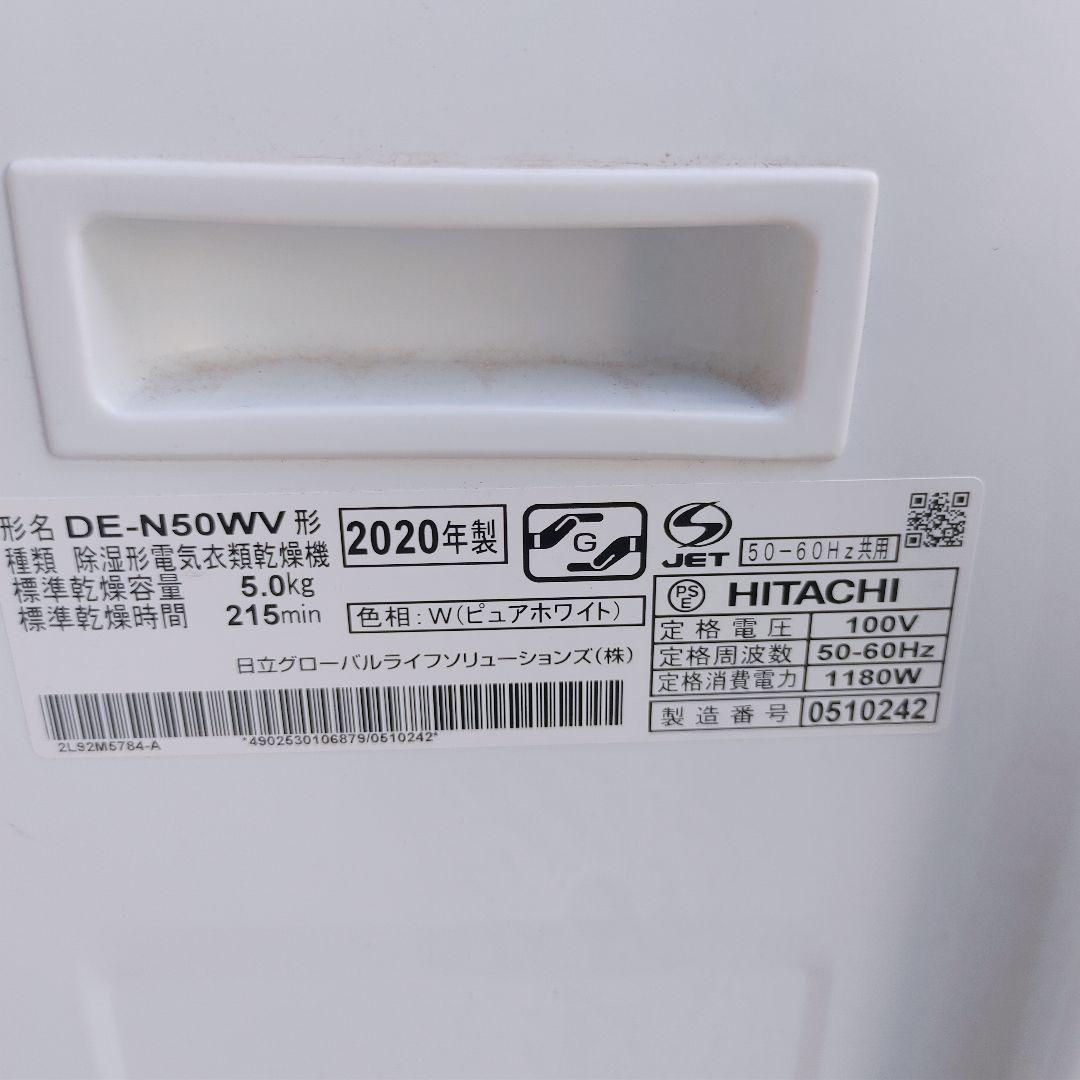 形名 DE-N50WV 形
2020年製
G
JET
50-60Hz共用
種類 除湿形電気衣類乾燥機
標準乾燥容量 5.0kg
標準乾燥時間 215min
色相:W(ピュアホワイト)
日立グローバルライフソリューションズ(株)
2L92M5784-A
*4902530106879/0510242*
PSE HITACHI
定格電圧 100V
定格周波数 50-60Hz
定格消費電力 1180W
製造番号 0510242